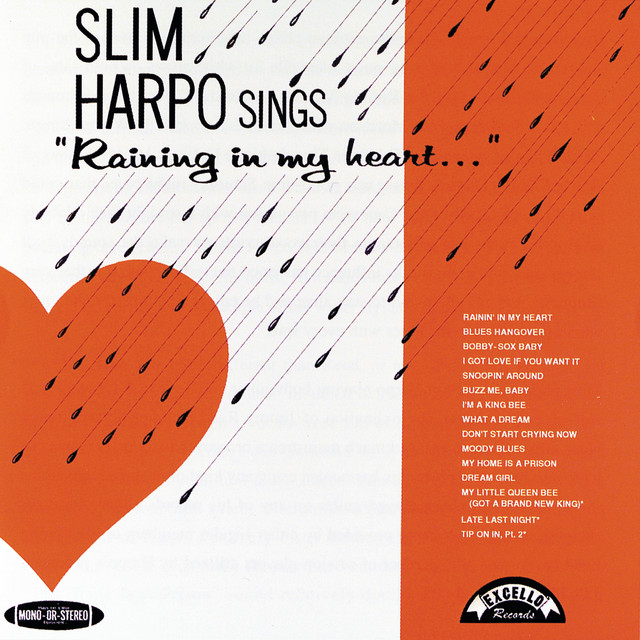 SLIM
HARPO SINGS
"Raining in my heart..."
RAININ' IN MY HEART
BLUES HANGOVER
BOBBY-SOX BABY
I GOT LOVE IF YOU WANT IT
SNOOPIN' AROUND
BUZZ ME, BABY
I'M A KING BEE
WHAT A DREAM
DON'T START CRYING NOW
MOODY BLUES
MY HOME IS A PRISON
DREAM GIRL
MY LITTLE QUEEN BEE
(GOT A BRAND NEW KING)*
LATE LAST NIGHT*
TIP ON IN, Pt. 2*
MONO-OR-STEREO
EXCELLO
Records